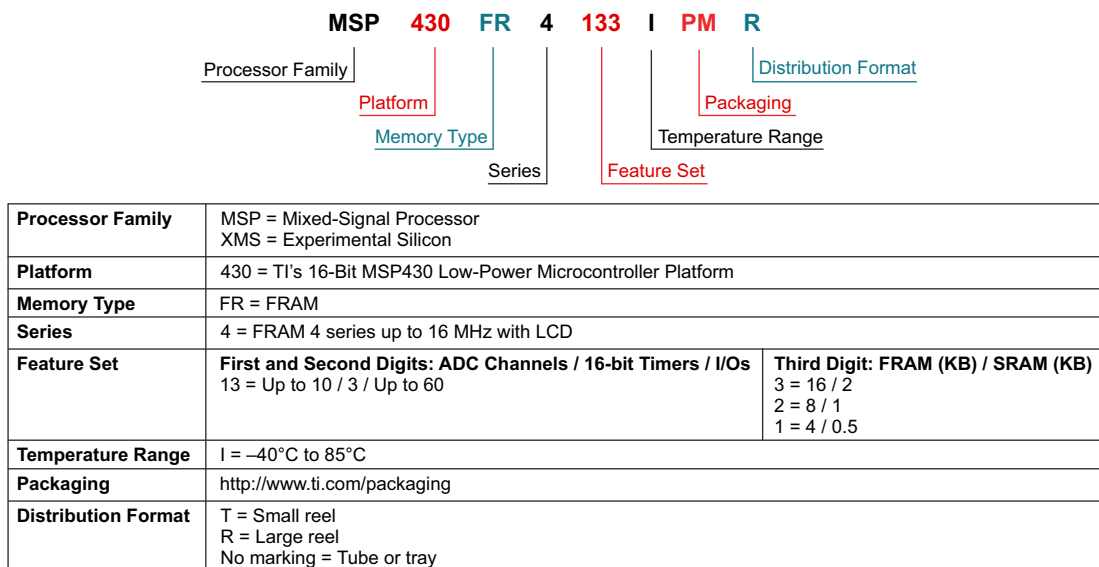 MSP 430 FR 4 133 I PM R
Processor Family
Distribution Format
Platform
Packaging
Memory Type
Temperature Range
Series
Feature Set
Processor Family
MSP = Mixed-Signal Processor
XMS = Experimental Silicon
Platform
430 = TI's 16-Bit MSP430 Low-Power Microcontroller Platform
Memory Type
FR = FRAM
Series
4 = FRAM 4 series up to 16 MHz with LCD
Feature Set
First and Second Digits: ADC Channels / 16-bit Timers / I/Os
13 = Up to 10 / 3 / Up to 60
Third Digit: FRAM (KB) / SRAM (KB)
3 = 16 / 2
2 = 8 / 1
1 = 4 / 0.5
Temperature Range
I = –40°C to 85°C
Packaging
http://www.ti.com/packaging
Distribution Format
T = Small reel
R = Large reel
No marking = Tube or tray